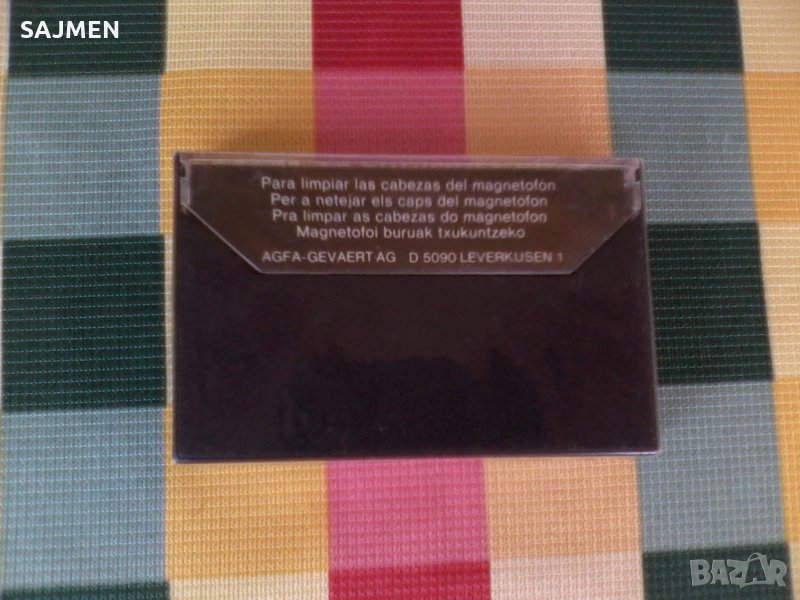 SAJMEN
Para limpiar las cabezas del magnetofon
Per a netejar els caps del magnetofon
Pra limpar as cabezas do magnetofon
Magnetofoi buruak txukuntzeko
AGFA-GEVAERT AG D 5090 LEVERKUSEN 1
BAZAR